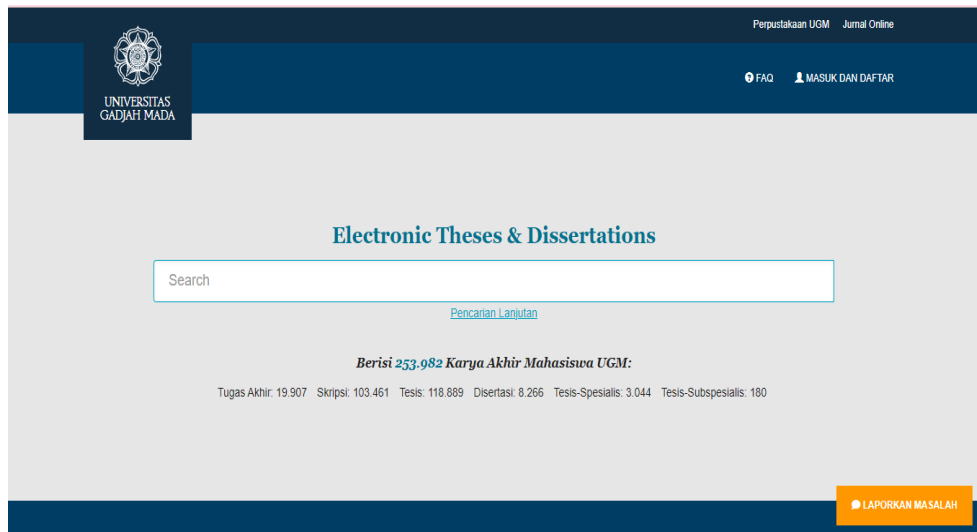 Perpustakaan UGM Jurnal Online
FAQ MASUK DAN DAFTAR
UNIVERSITAS
GADJAH MADA
Electronic Theses & Dissertations
Search
Pencarian Lanjutan
Berisi 253.982 Karya Akhir Mahasiswa UGM:
Tugas Akhir: 19.907 Skripsi: 103.461 Tesis: 118.889 Disertasi: 8.266 Tesis-Spesialis: 3.044 Tesis-Subspesialis: 180
LAPORKAN MASALAH